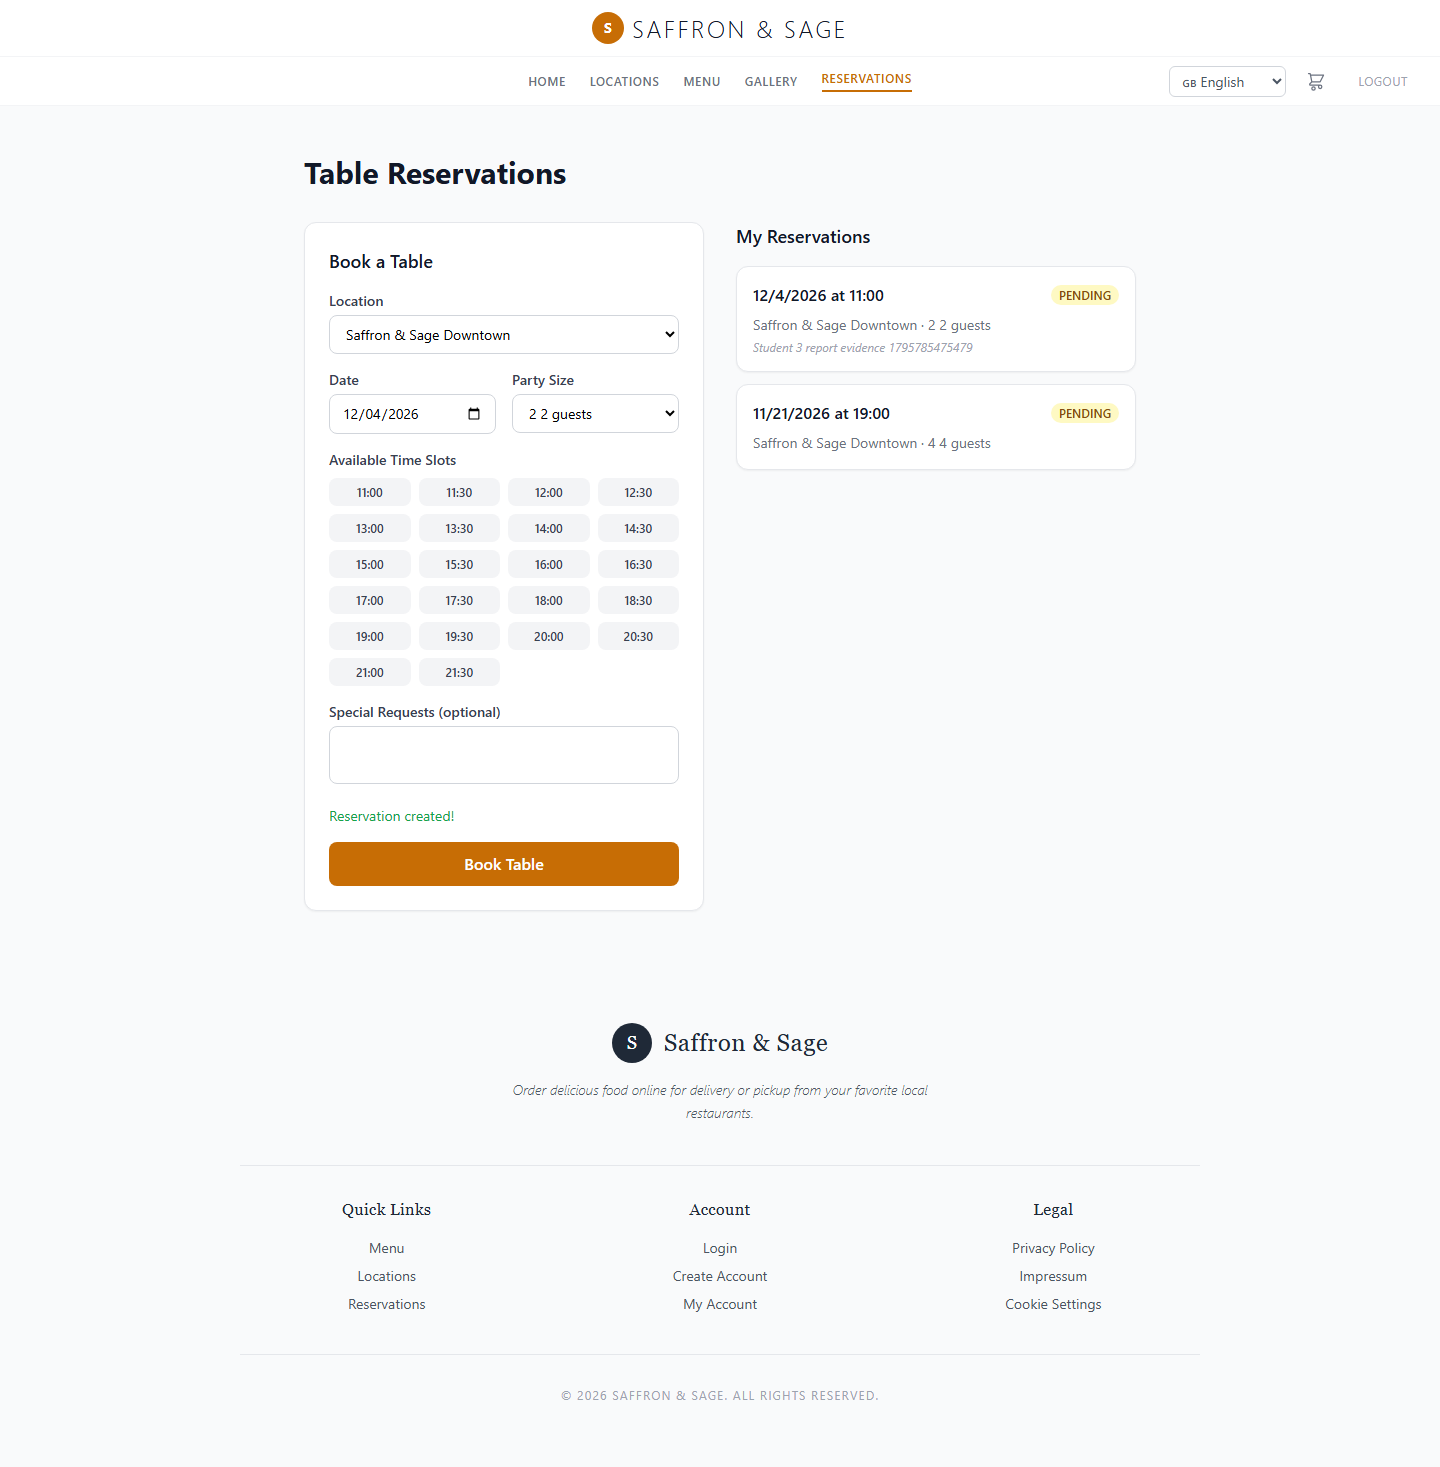 S SAFFRON & SAGE
HOME LOCATIONS MENU GALLERY RESERVATIONS GB English LOGOUT
Table Reservations
Book a Table
Location
Saffron & Sage Downtown
Date Party Size
12/04/2026 2 2 guests
Available Time Slots
11:00 11:30 12:00 12:30
13:00 13:30 14:00 14:30
15:00 15:30 16:00 16:30
17:00 17:30 18:00 18:30
19:00 19:30 20:00 20:30
21:00 21:30
Special Requests (optional)
Reservation created!
Book Table
My Reservations
12/4/2026 at 11:00 PENDING
Saffron & Sage Downtown · 2 2 guests
Student 3 report evidence 1795785475479
11/21/2026 at 19:00 PENDING
Saffron & Sage Downtown · 4 4 guests
S Saffron & Sage
Order delicious food online for delivery or pickup from your favorite local
restaurants.
Quick Links
Menu
Locations
Reservations
Account
Login
Create Account
My Account
Legal
Privacy Policy
Impressum
Cookie Settings
© 2026 SAFFRON & SAGE. ALL RIGHTS RESERVED.